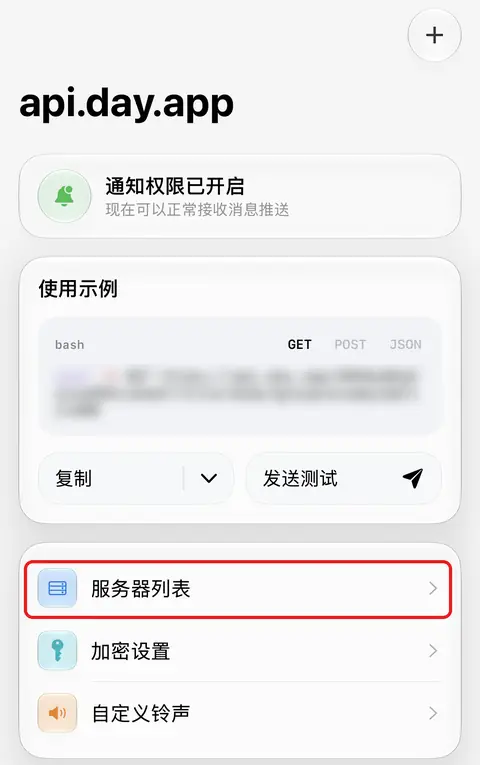 api.day.app
通知权限已开启
现在可以正常接收消息推送
使用示例
bash GET POST JSON
复制 发送测试
服务器列表
加密设置
自定义铃声